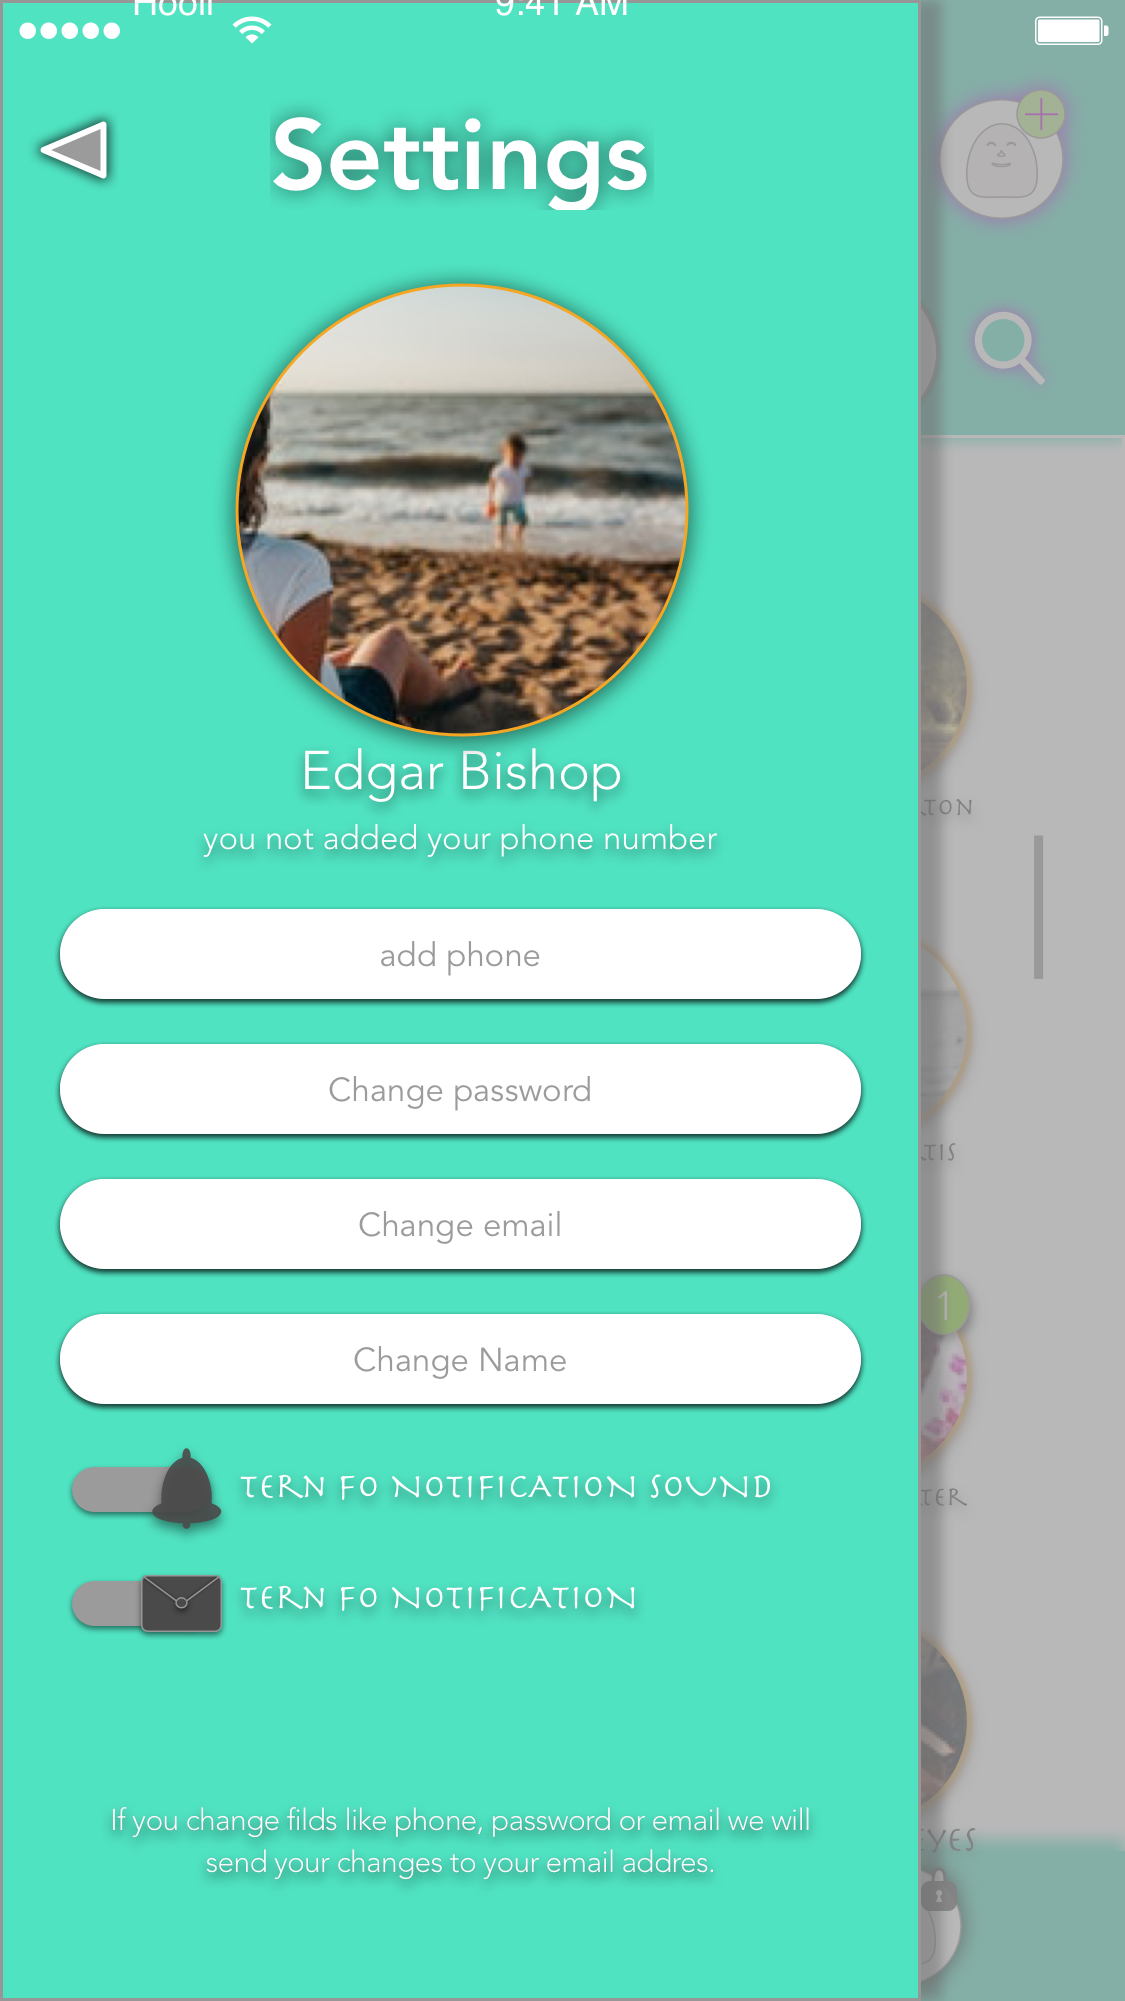 Hooli 9:41 AM
Settings
Edgar Bishop
you not added your phone number
add phone
Change password
Change email
Change Name
TERN FO NOTIFICATION SOUND
TERN FO NOTIFICATION
If you change filds like phone, password or email we will
send your changes to your email addres.
TON
TIS
1
TER
EYES